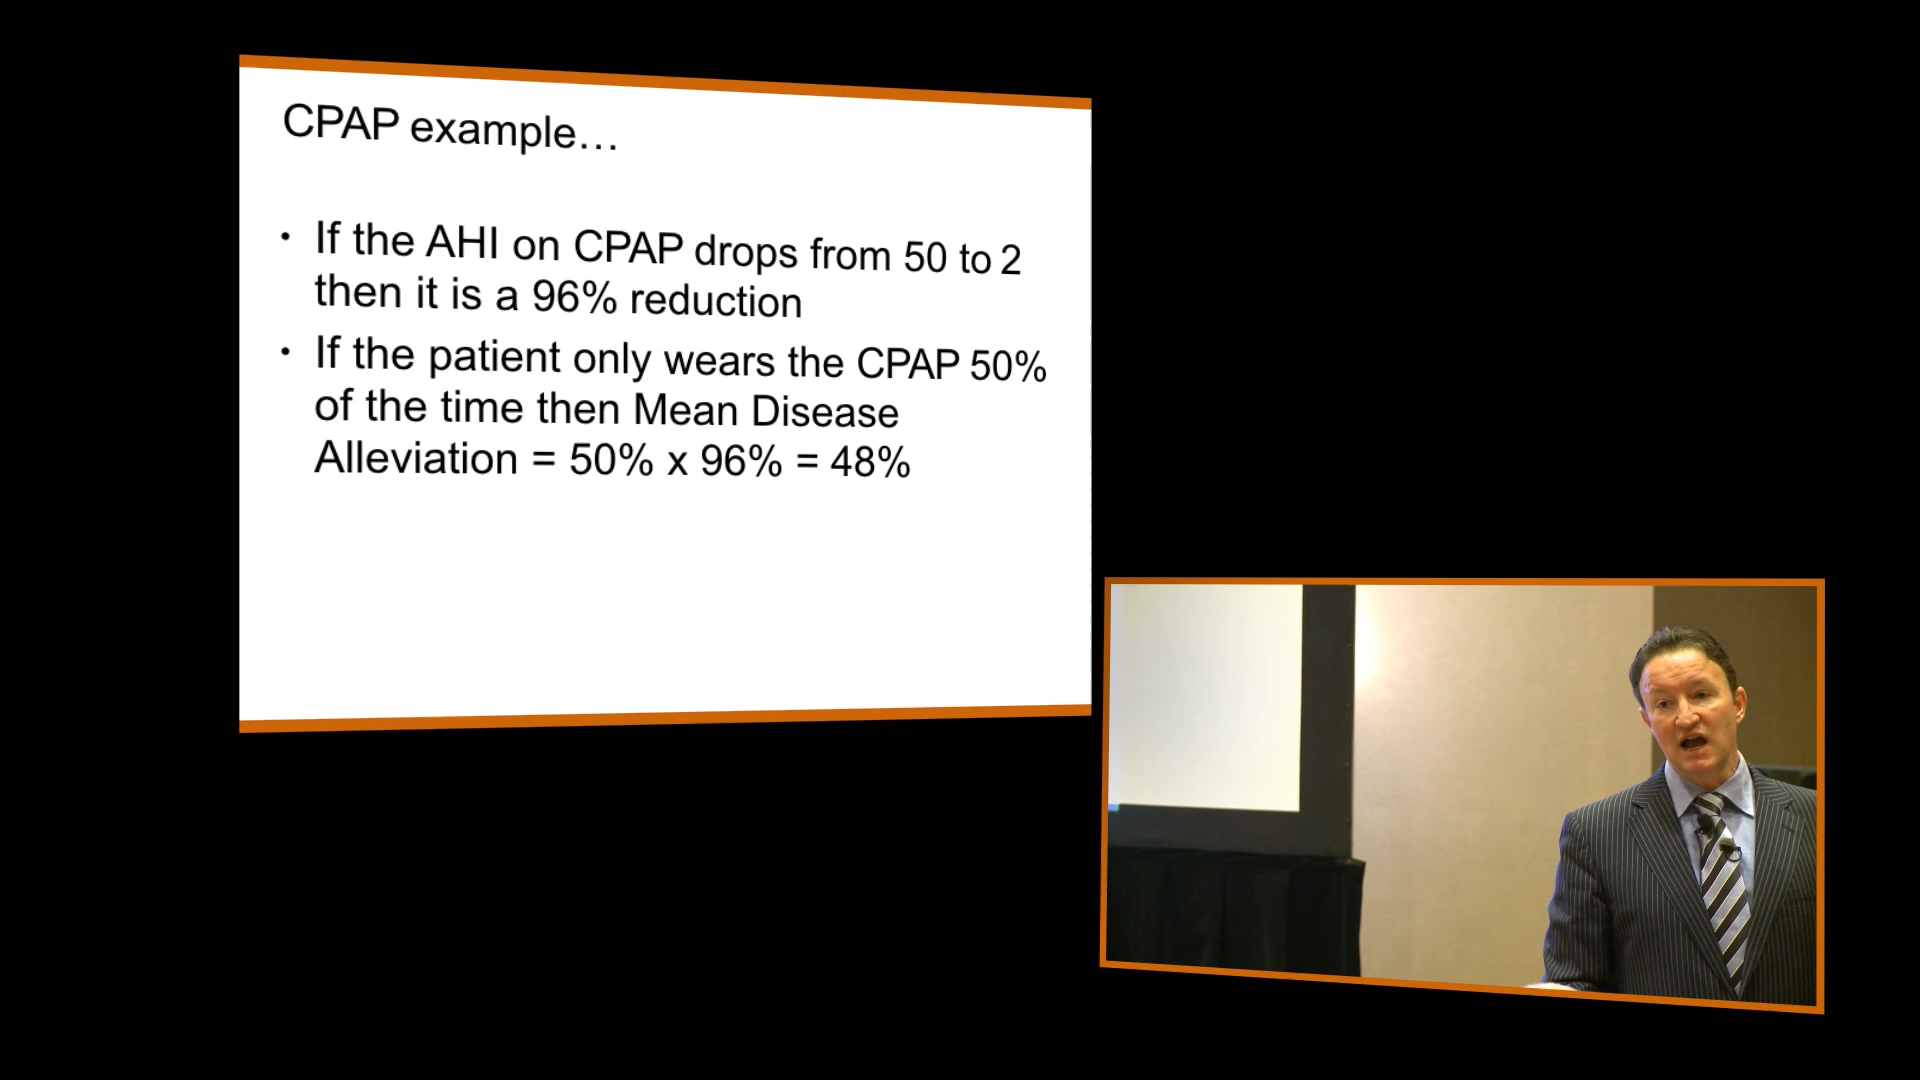 CPAP example…
• If the AHI on CPAP drops from 50 to 2
then it is a 96% reduction
• If the patient only wears the CPAP 50%
of the time then Mean Disease
Alleviation = 50% x 96% = 48%